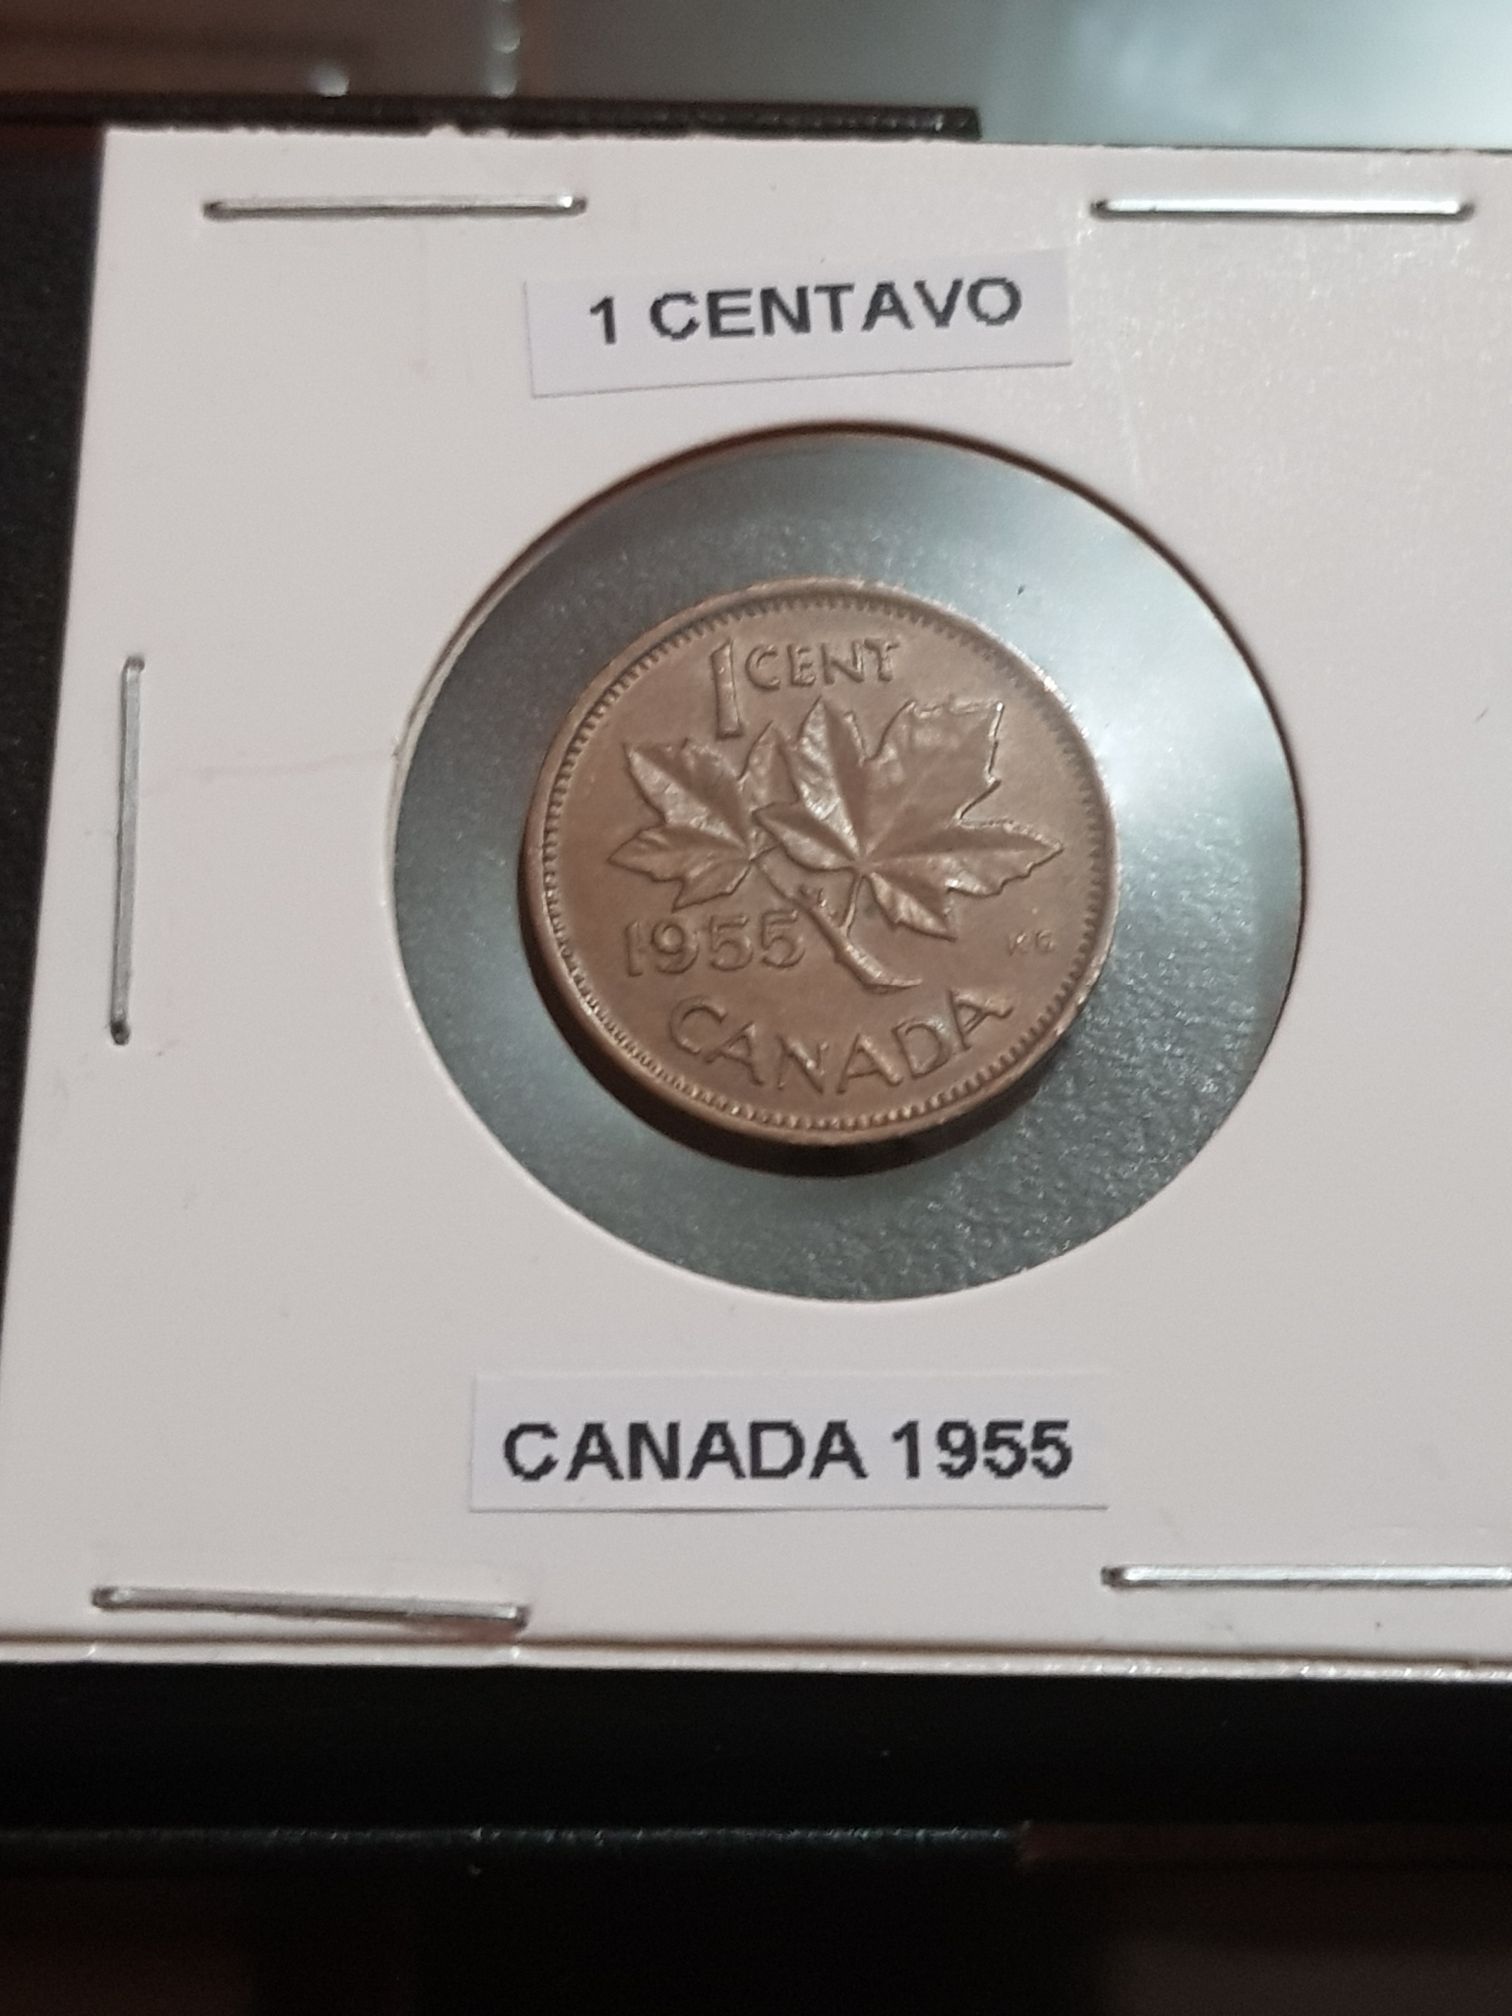 1 CENTAVO
1 CENT
1955
KG
CANADA
CANADA 1955